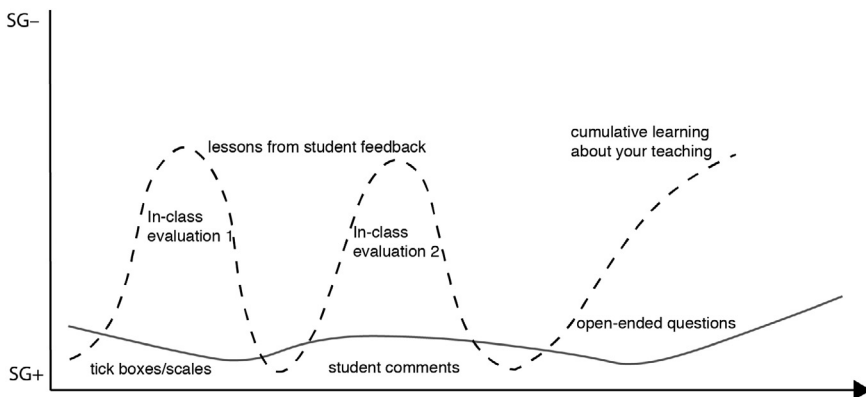 SG–
lessons from student feedback
cumulative learning
about your teaching
In-class
evaluation 1
In-class
evaluation 2
open-ended questions
SG+
tick boxes/scales
student comments